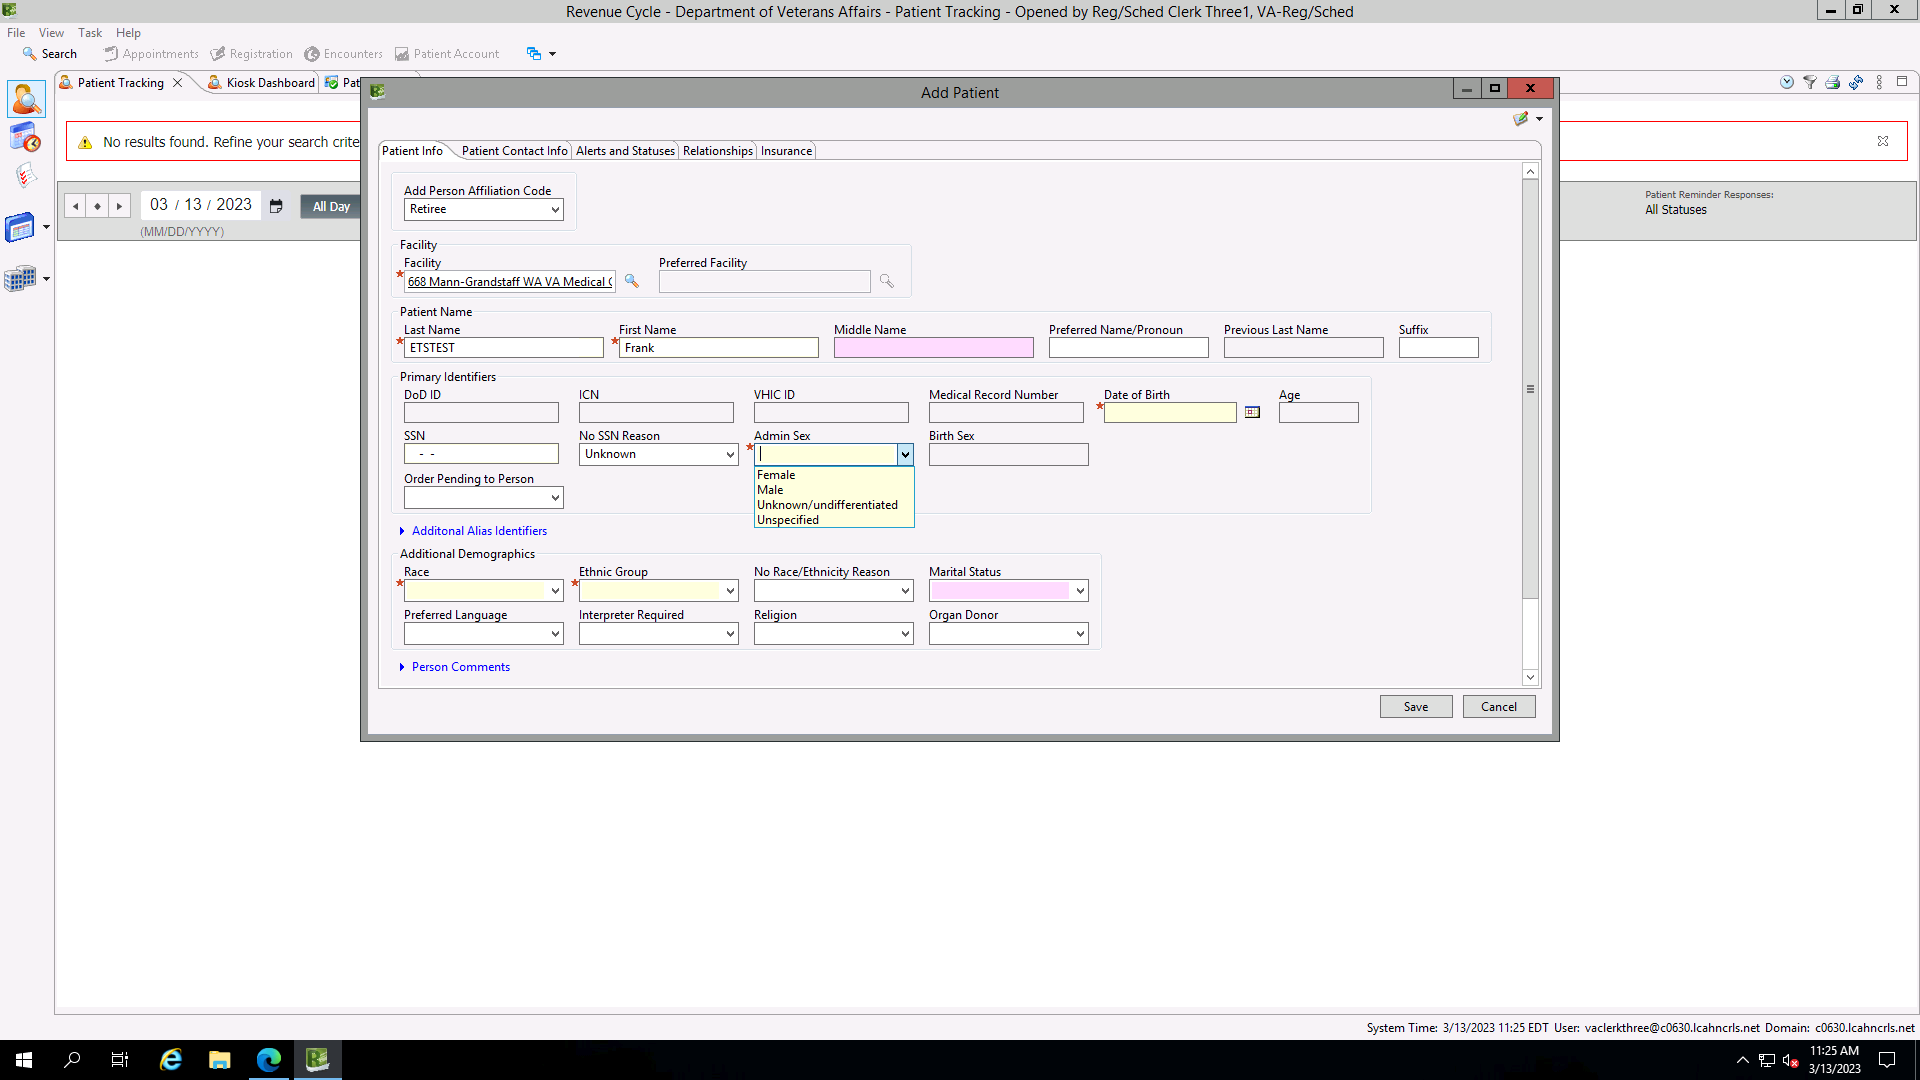 Revenue Cycle - Department of Veterans Affairs - Patient Tracking - Opened by Reg/Sched Clerk Three1, VA-Reg/Sched
File View Task Help
Search Appointments Registration Encounters Patient Account
Patient Tracking Kiosk Dashboard Pat
Add Patient
No results found. Refine your search crite
03 / 13 / 2023 All Day
(MM/DD/YYYY)
Patient Reminder Responses:
All Statuses
Patient Info Patient Contact Info Alerts and Statuses Relationships Insurance
Add Person Affiliation Code
Retiree
Facility
Facility Preferred Facility
668 Mann-Grandstaff WA VA Medical C
Patient Name
Last Name First Name Middle Name Preferred Name/Pronoun Previous Last Name Suffix
ETSTEST Frank
Primary Identifiers
DoD ID ICN VHIC ID Medical Record Number Date of Birth Age
SSN No SSN Reason Admin Sex Birth Sex
- - Unknown
Female
Male
Unknown/undifferentiated
Unspecified
Order Pending to Person
Additonal Alias Identifiers
Additional Demographics
Race Ethnic Group No Race/Ethnicity Reason Marital Status
Preferred Language Interpreter Required Religion Organ Donor
Person Comments
Save Cancel
System Time: 3/13/2023 11:25 EDT User: vaclerkthree@c0630.lcahncrls.net Domain: c0630.lcahncrls.net
11:25 AM
3/13/2023